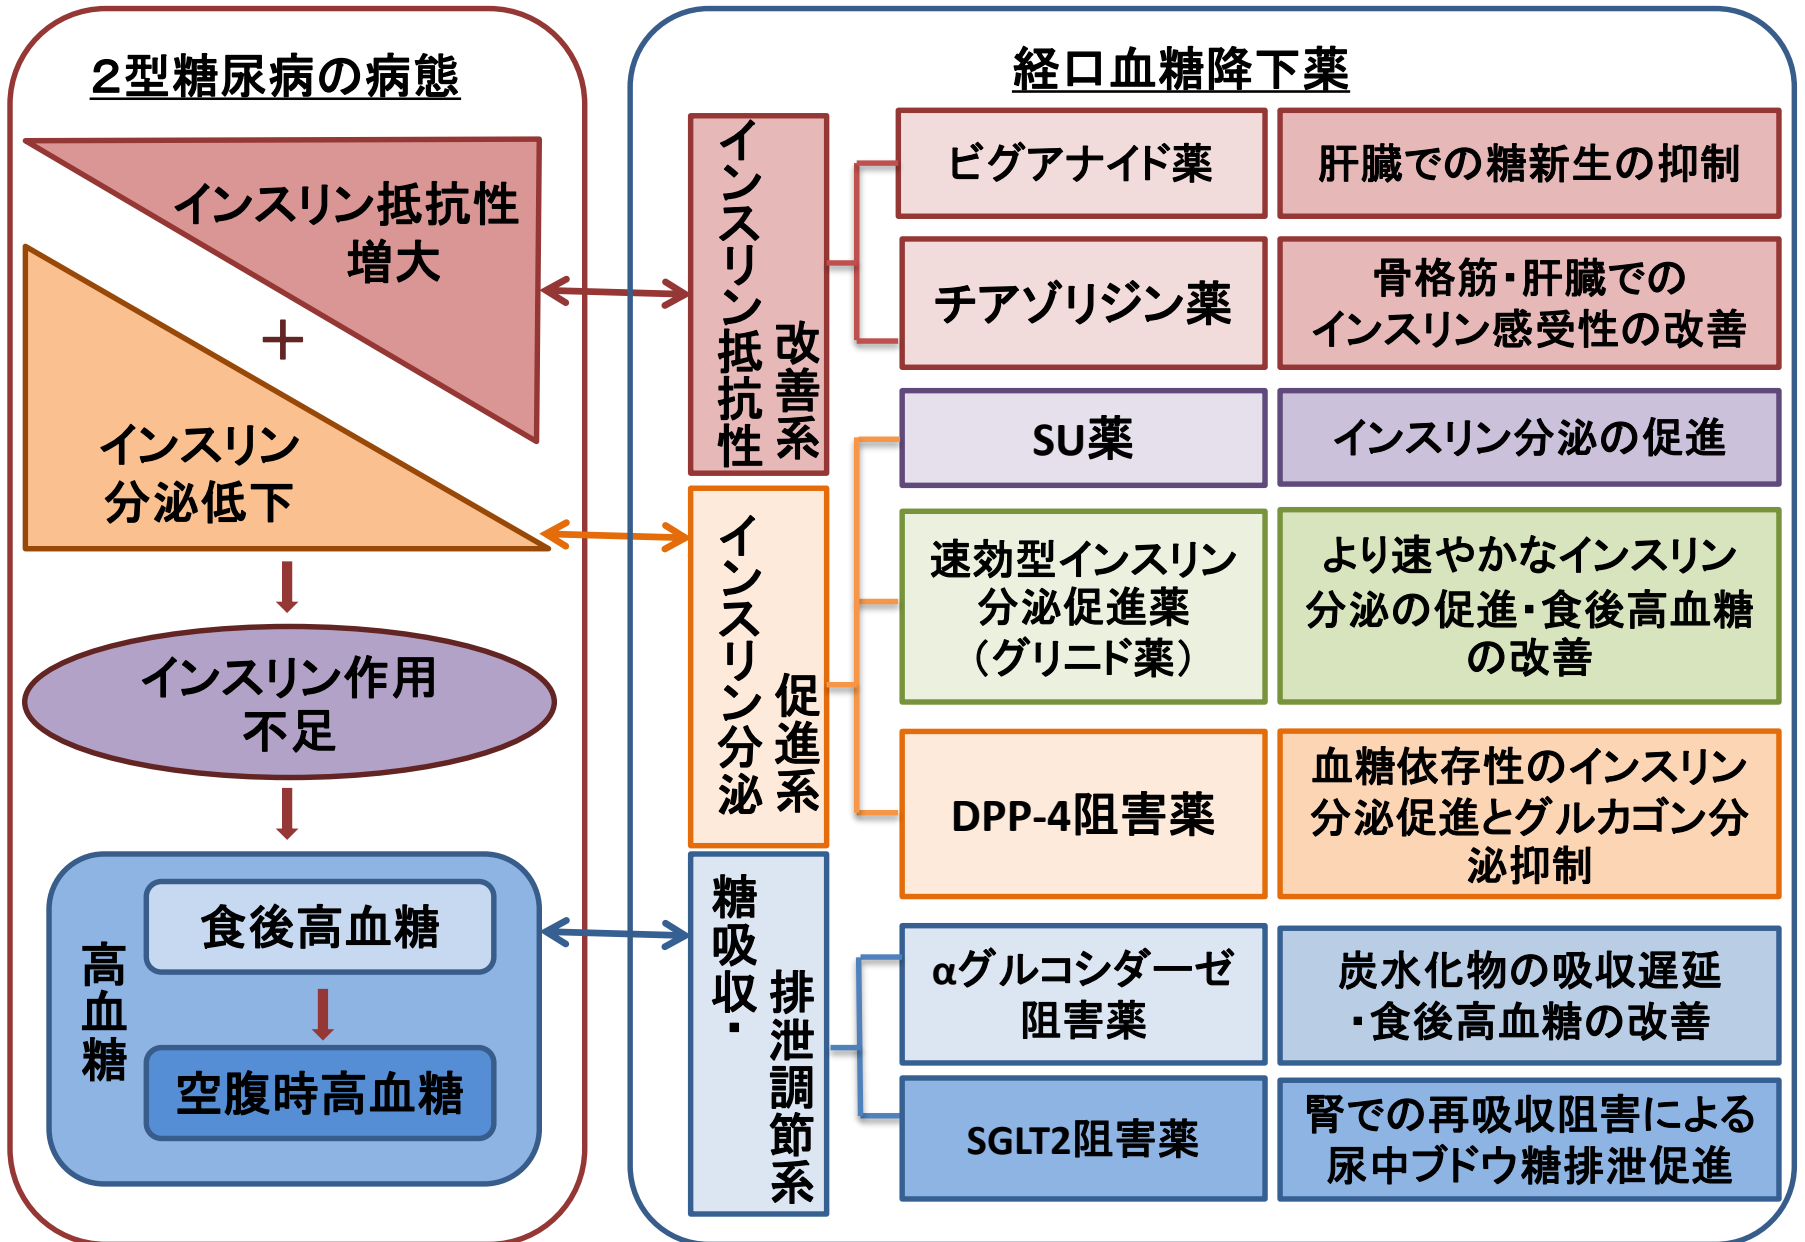 2型糖尿病の病態
インスリン抵抗性
増大
+
インスリン
分泌低下
インスリン作用
不足
高血糖
食後高血糖
空腹時高血糖
経口血糖降下薬
インスリン抵抗性
改善系
ビグアナイド薬
肝臓での糖新生の抑制
チアゾリジン薬
骨格筋・肝臓での
インスリン感受性の改善
インスリン分泌
促進系
SU薬
インスリン分泌の促進
速効型インスリン
分泌促進薬
（グリニド薬）
より速やかなインスリン
分泌の促進・食後高血糖
の改善
DPP-4阻害薬
血糖依存性のインスリン
分泌促進とグルカゴン分
泌抑制
糖吸収・
排泄調節系
αグルコシダーゼ
阻害薬
炭水化物の吸収遅延
・食後高血糖の改善
SGLT2阻害薬
腎での再吸収阻害による
尿中ブドウ糖排泄促進